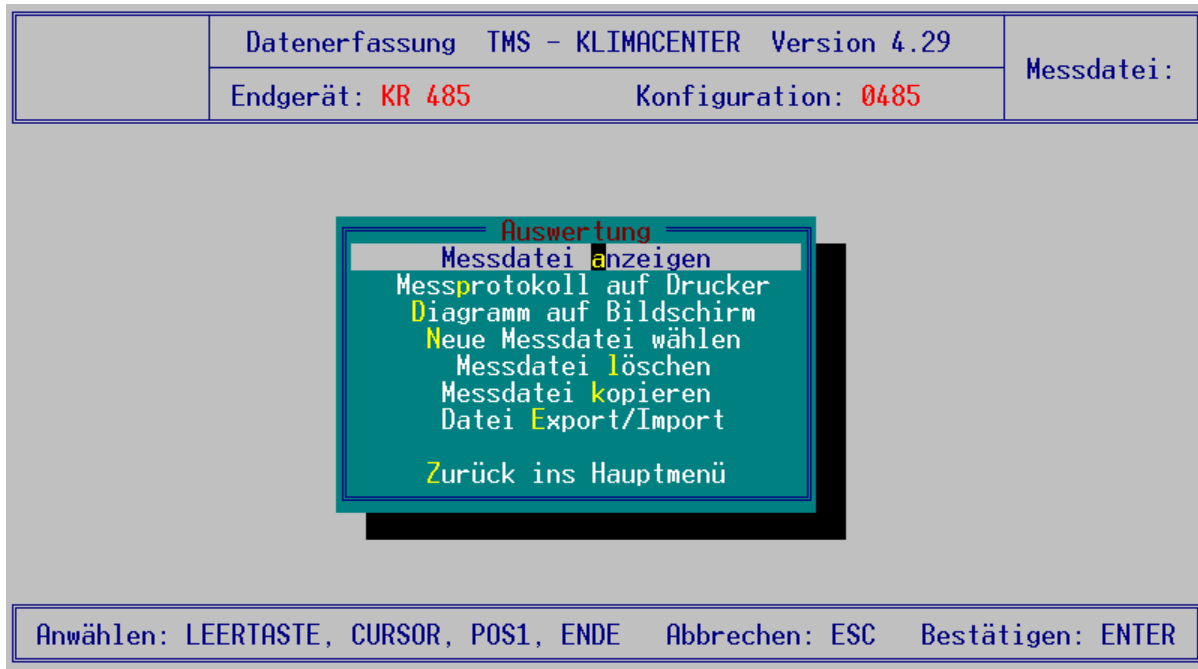 Datenerfassung TMS - KLIMACENTER Version 4.29
Messdatei:
Endgerät: KR 485 Konfiguration: 0485
Auswertung
Messdatei anzeigen
Messprotokoll auf Drucker
Diagramm auf Bildschirm
Neue Messdatei wählen
Messdatei löschen
Messdatei kopieren
Datei Export/Import
Zurück ins Hauptmenü
Anwählen: LEERTASTE, CURSOR, POS1, ENDE Abbrechen: ESC Bestätigen: ENTER